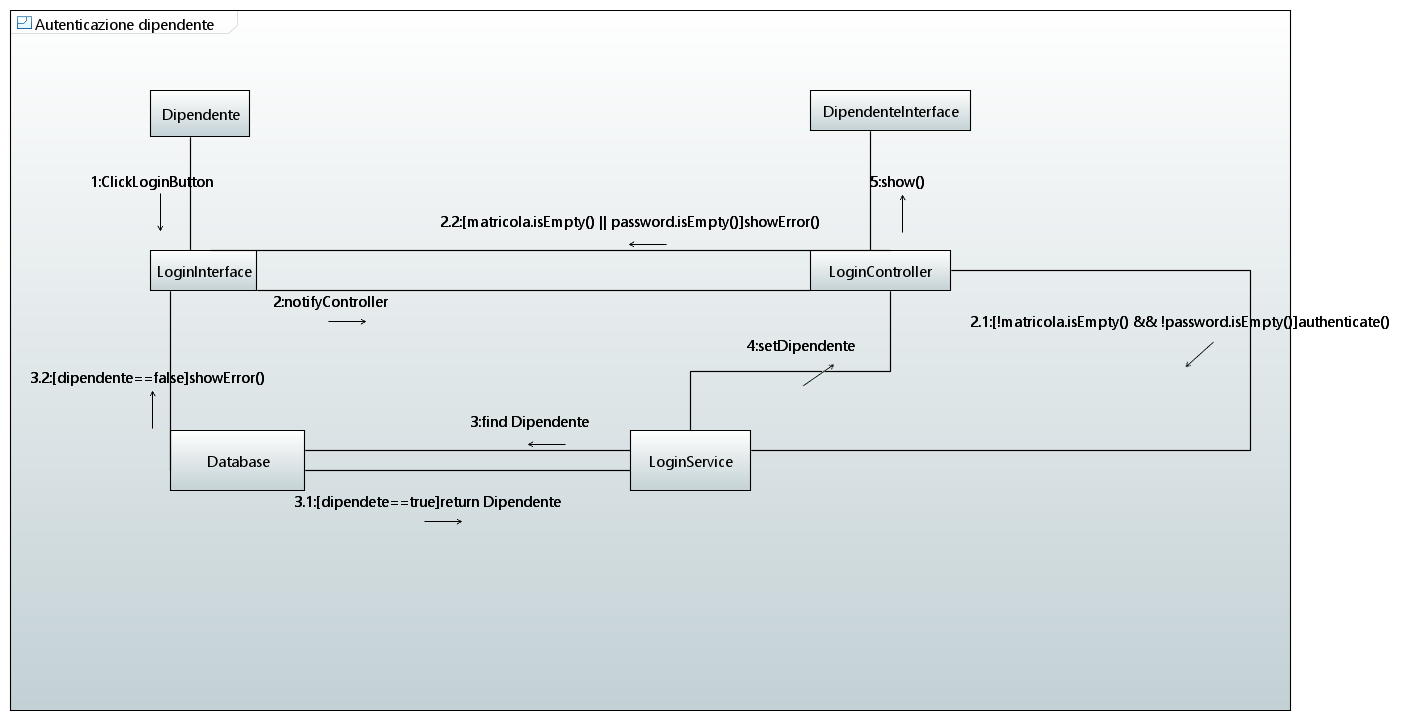 Autenticazione dipendente
Dipendente
DipendenteInterface
1:ClickLoginButton
5:show()
2.2:[matricola.isEmpty() || password.isEmpty()]showError()
LoginInterface
LoginController
2:notifyController
2.1:[!matricola.isEmpty() && !password.isEmpty()]authenticate()
4:setDipendente
3.2:[dipendente==false]showError()
3:find Dipendente
Database
LoginService
3.1:[dipendete==true]return Dipendente